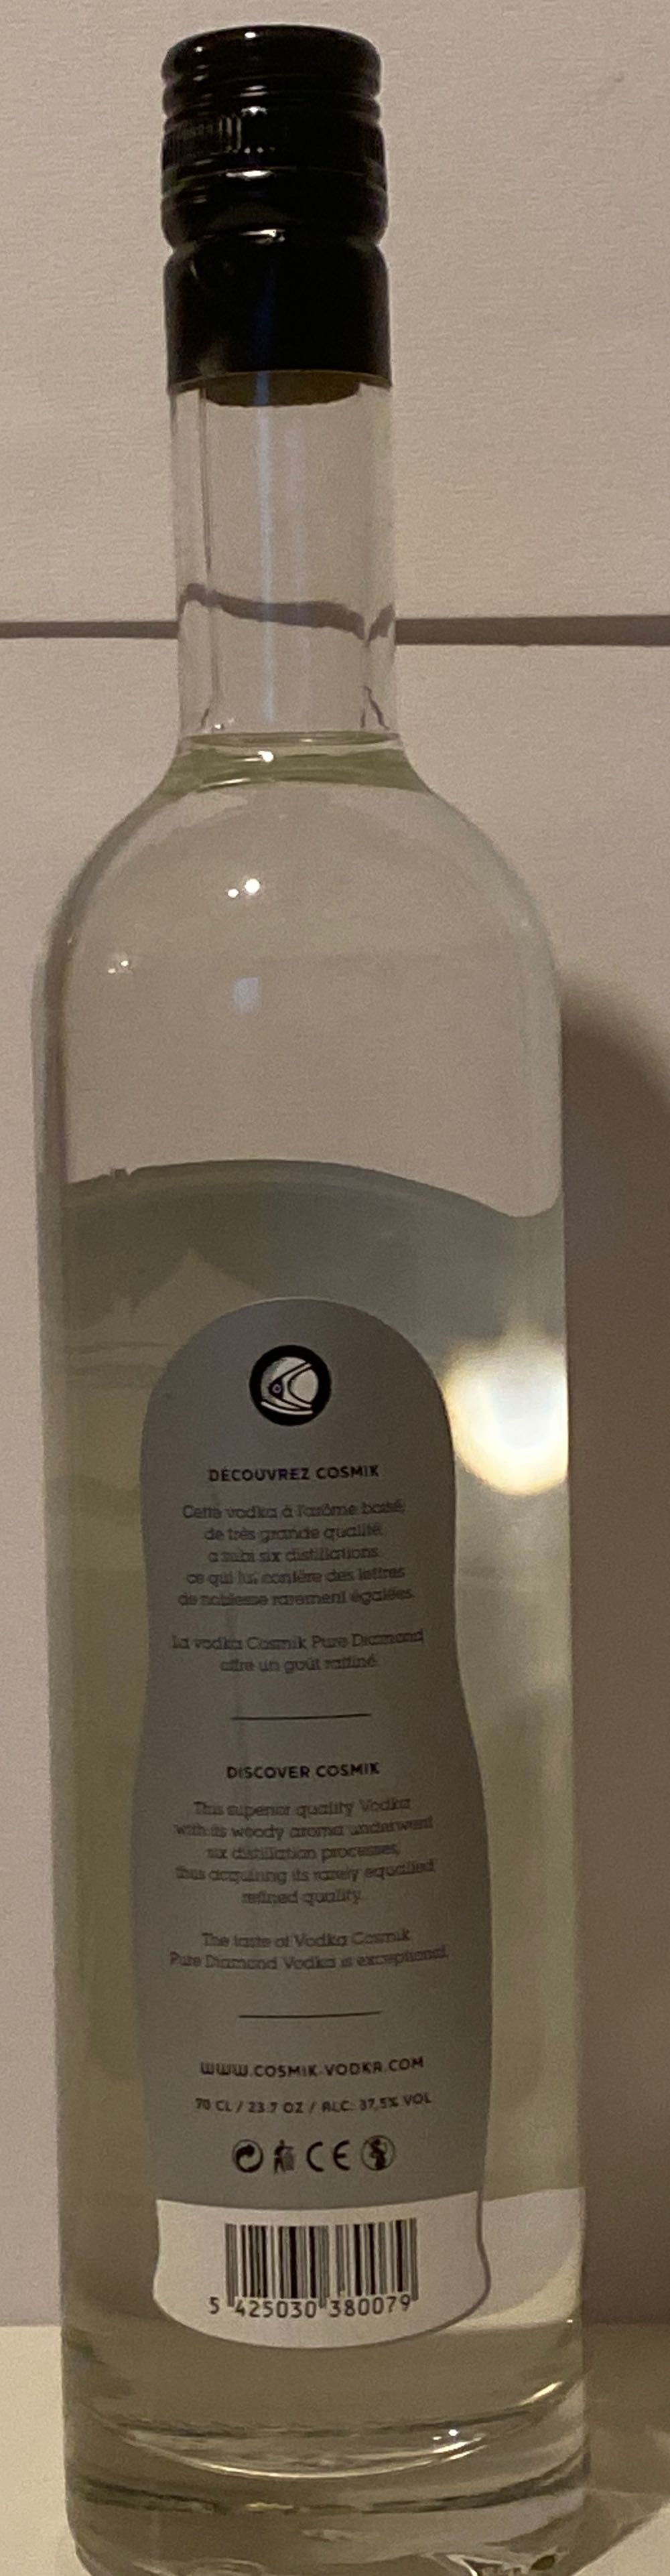 DÉCOUVREZ COSMIK
Cette vodka à l'arôme boisé,
de très grande qualité,
a subi six distillations
ce qui lui confère des lettres
de noblesse rarement égalées.
La vodka Cosmik Pure Diamond
offre un goût raffiné.
DISCOVER COSMIK
This superior quality Vodka
with its woody aroma underwent
six distillation processes,
thus acquiring its rarely equalled
refined quality.
The taste of Vodka Cosmik
Pure Diamond Vodka is exceptional.
WWW.COSMIK-VODKA.COM
70 CL / 23.7 OZ / ALC: 37,5% VOL
CE
5 425030 380079